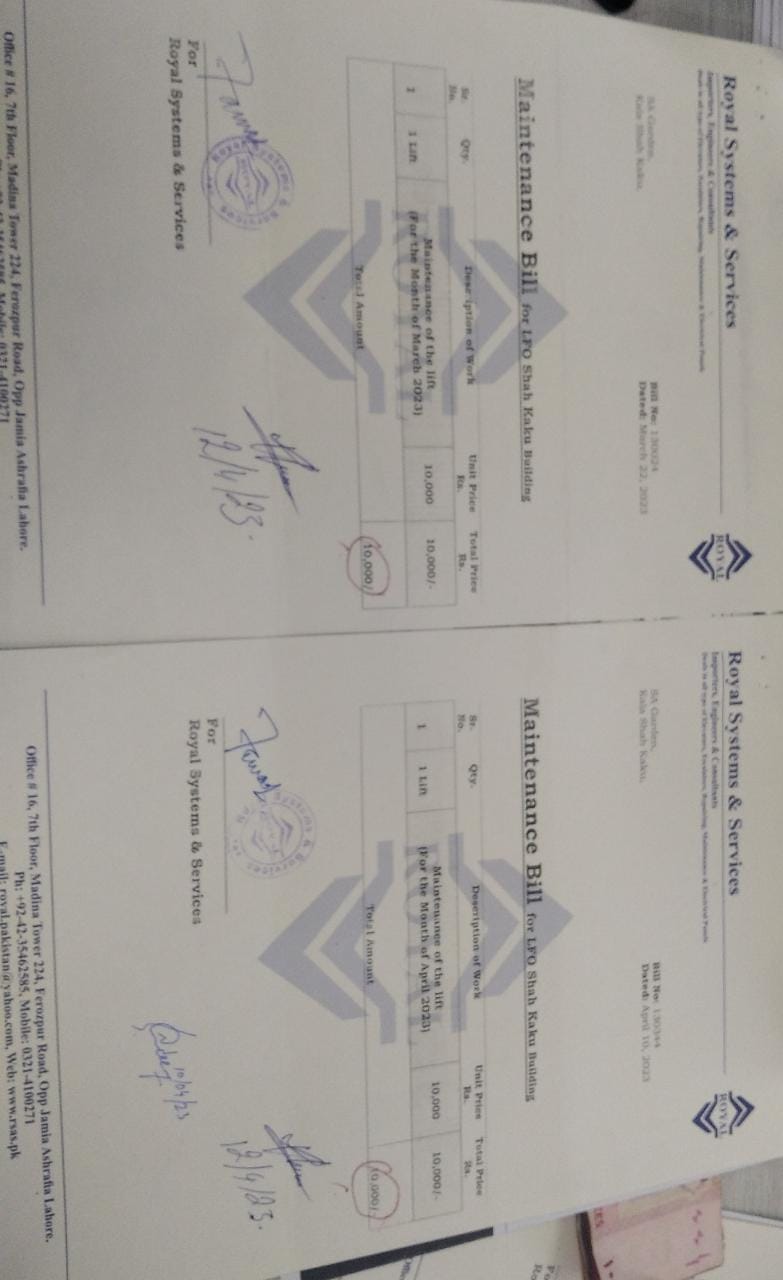 Royal Systems & Services
Importers, Engineers & Consultants
ROYAL
SA Garden,
Kala Shah Kaku.
Bill No: 130024
Dated: March 22, 2023
Maintenance Bill for LFO Shah Kaku Building
Sr. No. Qty. Description of Work Unit Price Rs. Total Price Rs.
1 1 Lift Maintenance of the lift 10,000 10,000/-
(For the Month of March 2023)
Total Amount 10,000/
12/4/23.
For
Royal Systems & Services
Office # 16, 7th Floor, Madina Tower 224, Ferozpur Road, Opp Jamia Ashrafia Lahore.
Royal Systems & Services
Importers, Engineers & Consultants
ROYAL
SA Garden,
Kala Shah Kaku.
Bill No: 130344
Dated: April 10, 2023
Maintenance Bill for LFO Shah Kaku Building
Sr. No. Qty. Description of Work Unit Price Rs. Total Price Rs.
1 1 Lift Maintenance of the lift 10,000 10,000/-
(For the Month of April 2023)
Total Amount 10,000/
10/04/23
12/4/23.
For
Royal Systems & Services
Office # 16, 7th Floor, Madina Tower 224, Ferozpur Road, Opp Jamia Ashrafia Lahore.
Ph: +92-42-35462585, Mobile: 0321-4100271
E-mail: royal.pakistan@yahoo.com, Web: www.rsas.pk